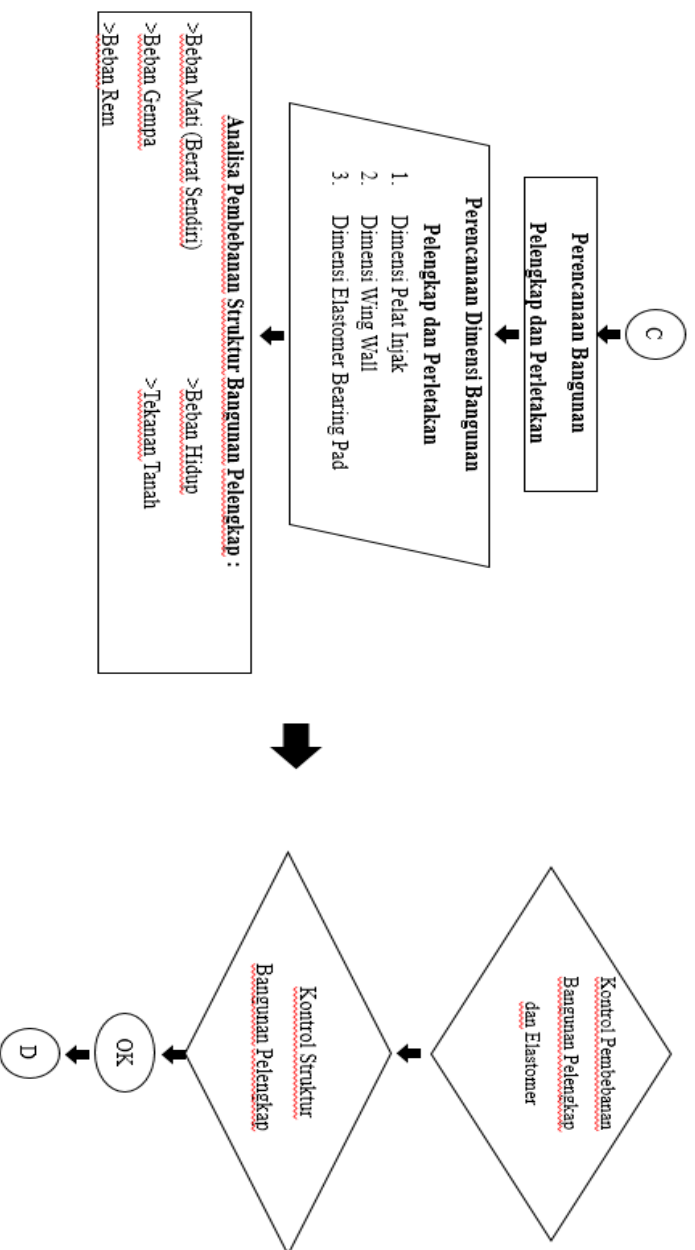 C
Perencanaan Bangunan
Pelengkap dan Perletakan
Perencanaan Dimensi Bangunan
Pelengkap dan Perletakan
1. Dimensi Pelat Injak
2. Dimensi Wing Wall
3. Dimensi Elastomer Bearing Pad
Analisa Pembebanan Struktur Bangunan Pelengkap :
>Beban Mati (Berat Sendiri) >Beban Hidup
>Beban Gempa >Tekanan Tanah
>Beban Rem
Kontrol Pembebanan
Bangunan Pelengkap
dan Elastomer
Kontrol Struktur
Bangunan Pelengkap
OK
D